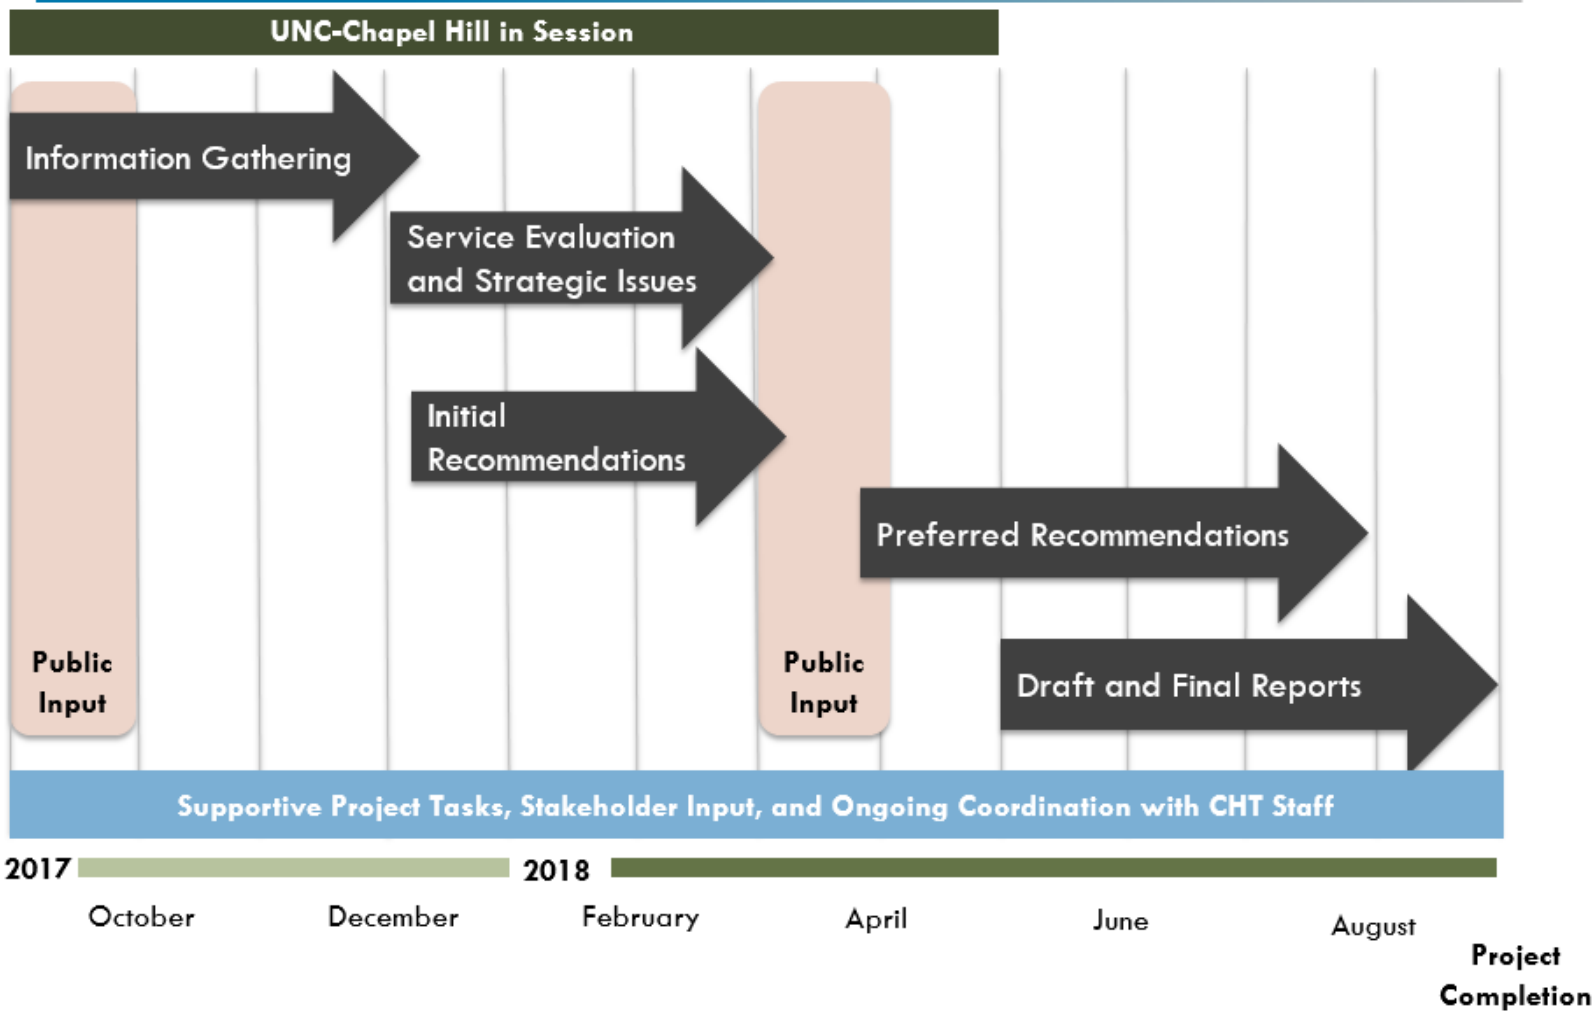 UNC-Chapel Hill in Session
Information Gathering
Service Evaluation
and Strategic Issues
Initial
Recommendations
Preferred Recommendations
Public
Input
Public
Input
Draft and Final Reports
Supportive Project Tasks, Stakeholder Input, and Ongoing Coordination with CHT Staff
2017
2018
October
December
February
April
June
August
Project
Completion